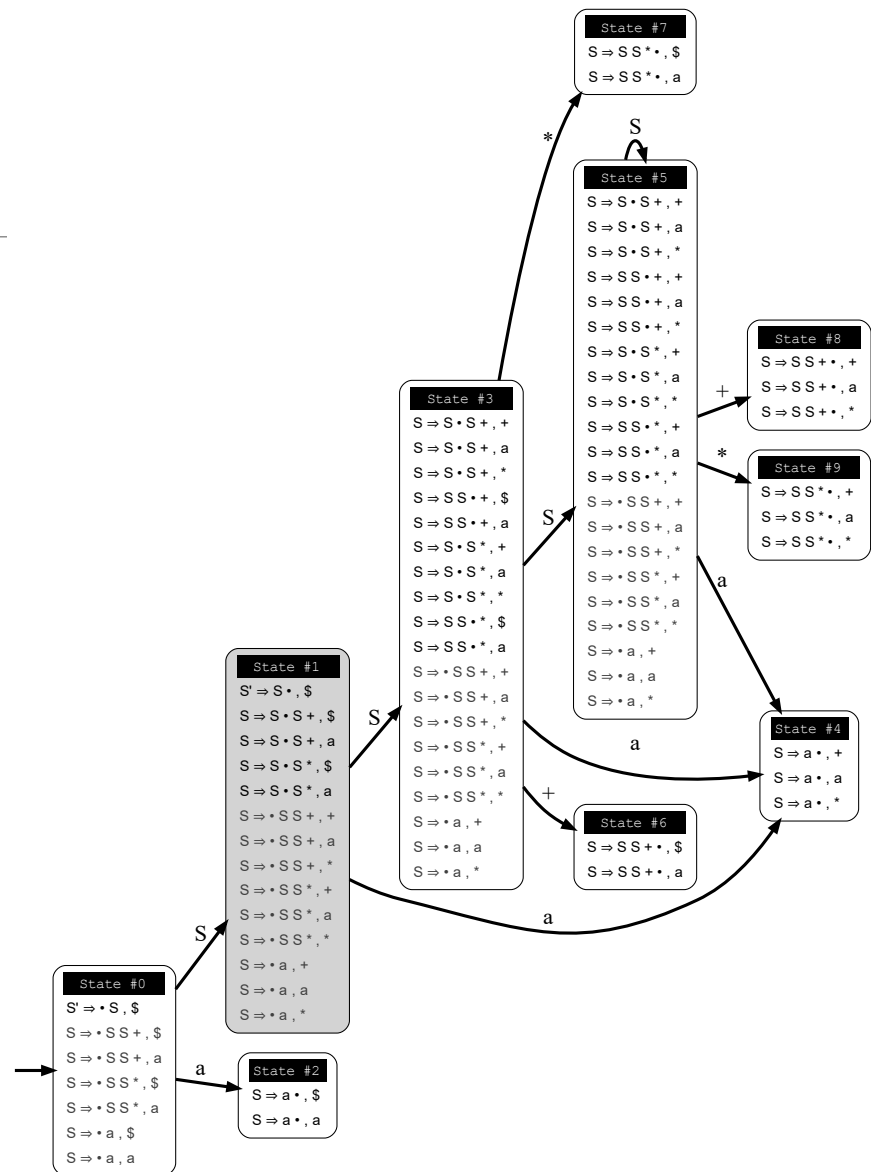 State #7
S ⇒ S S * • , $
S ⇒ S S * • , a
*
S
State #5
S ⇒ S • S + , +
S ⇒ S • S + , a
S ⇒ S • S + , *
S ⇒ S S • + , +
S ⇒ S S • + , a
S ⇒ S S • + , *
S ⇒ S • S * , +
S ⇒ S • S * , a
S ⇒ S • S * , *
S ⇒ S S • * , +
S ⇒ S S • * , a
S ⇒ S S • * , *
S ⇒ • S S + , +
S ⇒ • S S + , a
S ⇒ • S S + , *
S ⇒ • S S * , +
S ⇒ • S S * , a
S ⇒ • S S * , *
S ⇒ • a , +
S ⇒ • a , a
S ⇒ • a , *
+
State #8
S ⇒ S S + • , +
S ⇒ S S + • , a
S ⇒ S S + • , *
*
State #9
S ⇒ S S * • , +
S ⇒ S S * • , a
S ⇒ S S * • , *
a
State #3
S ⇒ S • S + , +
S ⇒ S • S + , a
S ⇒ S • S + , *
S ⇒ S S • + , $
S ⇒ S S • + , a
S ⇒ S • S * , +
S ⇒ S • S * , a
S ⇒ S • S * , *
S ⇒ S S • * , $
S ⇒ S S • * , a
S ⇒ • S S + , +
S ⇒ • S S + , a
S ⇒ • S S + , *
S ⇒ • S S * , +
S ⇒ • S S * , a
S ⇒ • S S * , *
S ⇒ • a , +
S ⇒ • a , a
S ⇒ • a , *
S
a
+
State #4
S ⇒ a • , +
S ⇒ a • , a
S ⇒ a • , *
State #6
S ⇒ S S + • , $
S ⇒ S S + • , a
State #1
S' ⇒ S • , $
S ⇒ S • S + , $
S ⇒ S • S + , a
S ⇒ S • S * , $
S ⇒ S • S * , a
S ⇒ • S S + , +
S ⇒ • S S + , a
S ⇒ • S S + , *
S ⇒ • S S * , +
S ⇒ • S S * , a
S ⇒ • S S * , *
S ⇒ • a , +
S ⇒ • a , a
S ⇒ • a , *
S
a
State #0
S' ⇒ • S , $
S ⇒ • S S + , $
S ⇒ • S S + , a
S ⇒ • S S * , $
S ⇒ • S S * , a
S ⇒ • a , $
S ⇒ • a , a
S
a
State #2
S ⇒ a • , $
S ⇒ a • , a